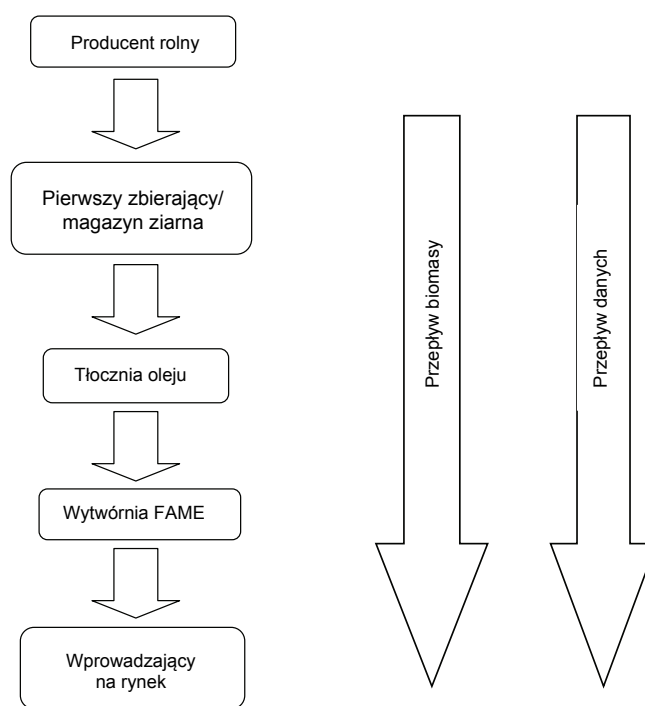 Producent rolny
Pierwszy zbierający/
magazyn ziarna
Tłocznia oleju
Wytwórnia FAME
Wprowadzający
na rynek
Przepływ biomasy
Przepływ danych